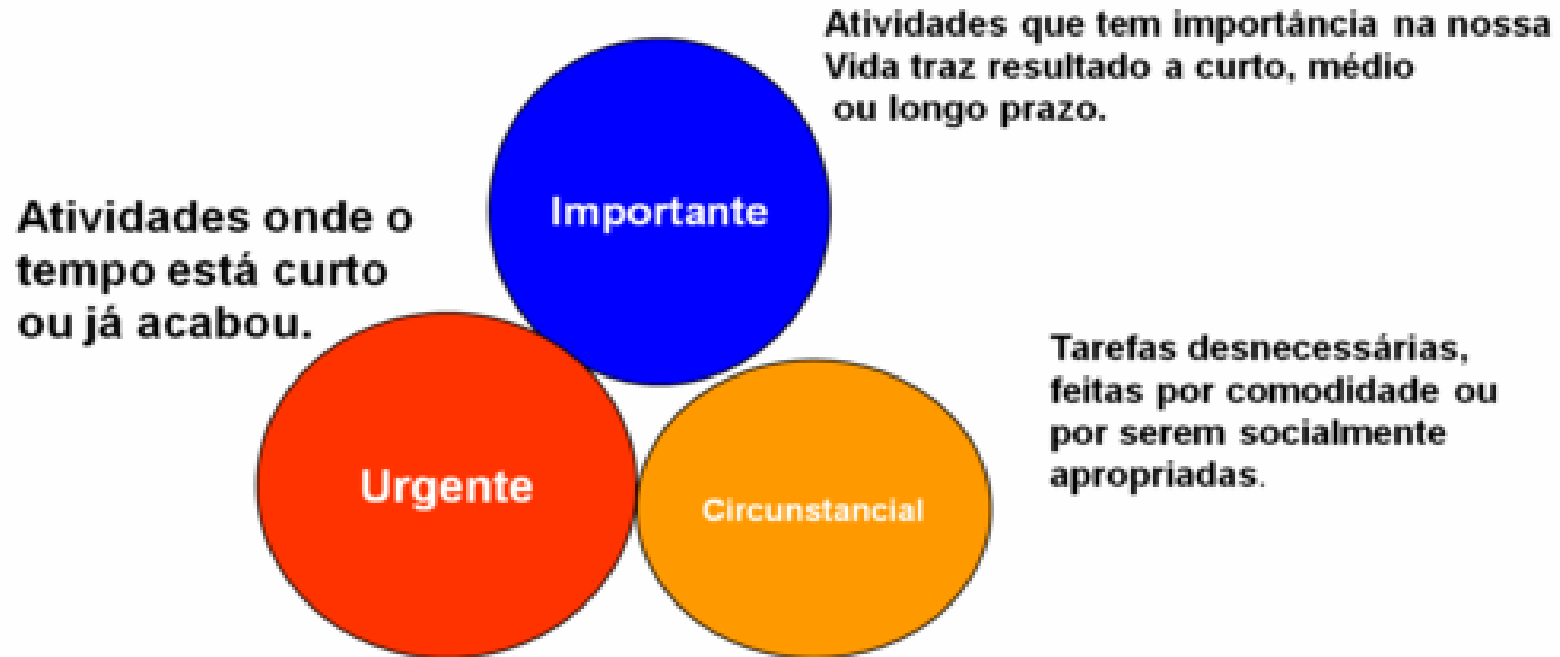 Atividades que tem importância na nossa
Vida traz resultado a curto, médio
ou longo prazo.
Importante
Atividades onde o
tempo está curto
ou já acabou.
Urgente
Tarefas desnecessárias,
feitas por comodidade ou
por serem socialmente
apropriadas.
Circunstancial